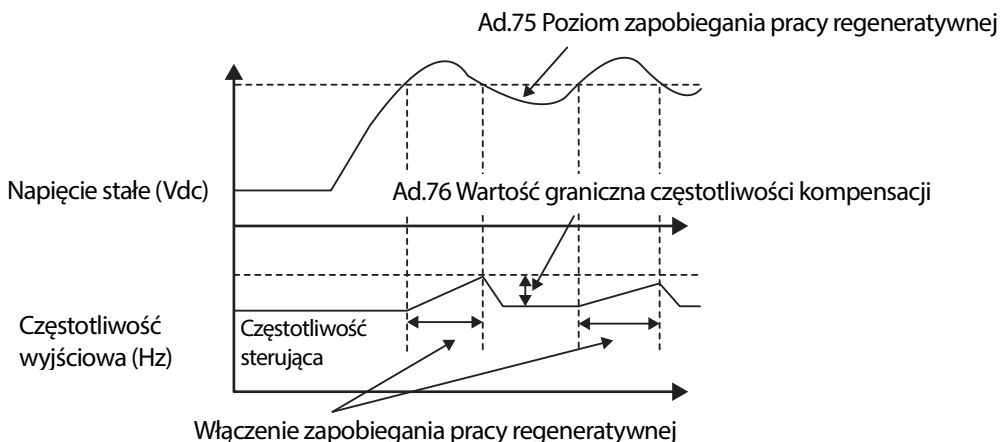 Ad.75 Poziom zapobiegania pracy regeneratywnej
Napięcie stałe (Vdc)
Ad.76 Wartość graniczna częstotliwości kompensacji
Częstotliwość
wyjściowa (Hz)
Częstotliwość
sterująca
Włączenie zapobiegania pracy regeneratywnej